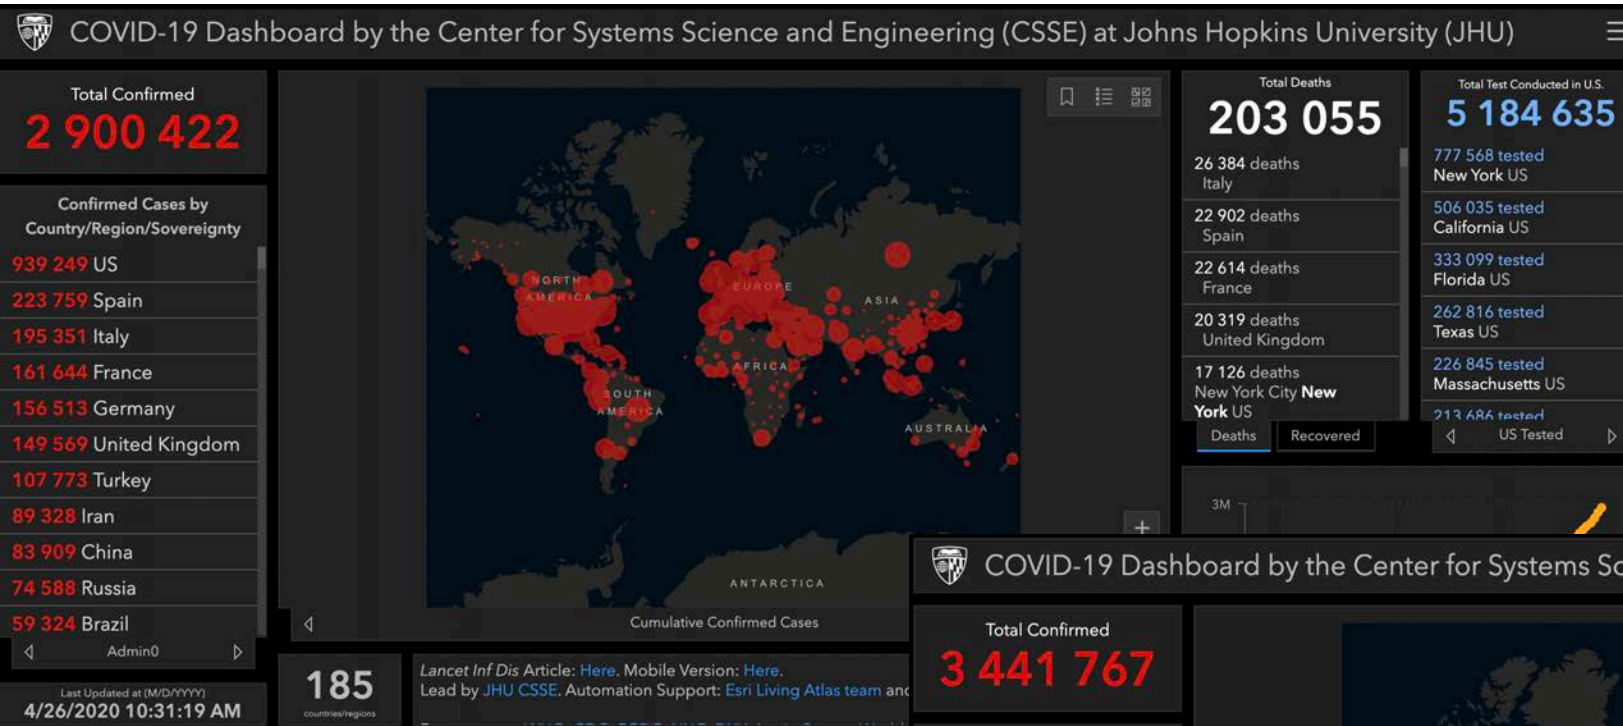 COVID-19 Dashboard by the Center for Systems Science and Engineering (CSSE) at Johns Hopkins University (JHU)
Total Confirmed
2 900 422
Confirmed Cases by
Country/Region/Sovereignty
939 249 US
223 759 Spain
195 351 Italy
161 644 France
156 513 Germany
149 569 United Kingdom
107 773 Turkey
89 328 Iran
83 909 China
74 588 Russia
59 324 Brazil
Admin0
Last Updated at (M/D/YYYY)
4/26/2020 10:31:19 AM
NORTH
AMERICA
EUROPE
ASIA
AFRICA
SOUTH
AMERICA
AUSTRALIA
ANTARCTICA
Cumulative Confirmed Cases
185
countries/regions
Lancet Inf Dis Article: Here. Mobile Version: Here.
Lead by JHU CSSE. Automation Support: Esri Living Atlas team and
Total Deaths
203 055
26 384 deaths
Italy
22 902 deaths
Spain
22 614 deaths
France
20 319 deaths
United Kingdom
17 126 deaths
New York City New
York US
Deaths
Recovered
Total Test Conducted in U.S.
5 184 635
777 568 tested
New York US
506 035 tested
California US
333 099 tested
Florida US
262 816 tested
Texas US
226 845 tested
Massachusetts US
213 686 tested
US Tested
3M
COVID-19 Dashboard by the Center for Systems Sc
Total Confirmed
3 441 767